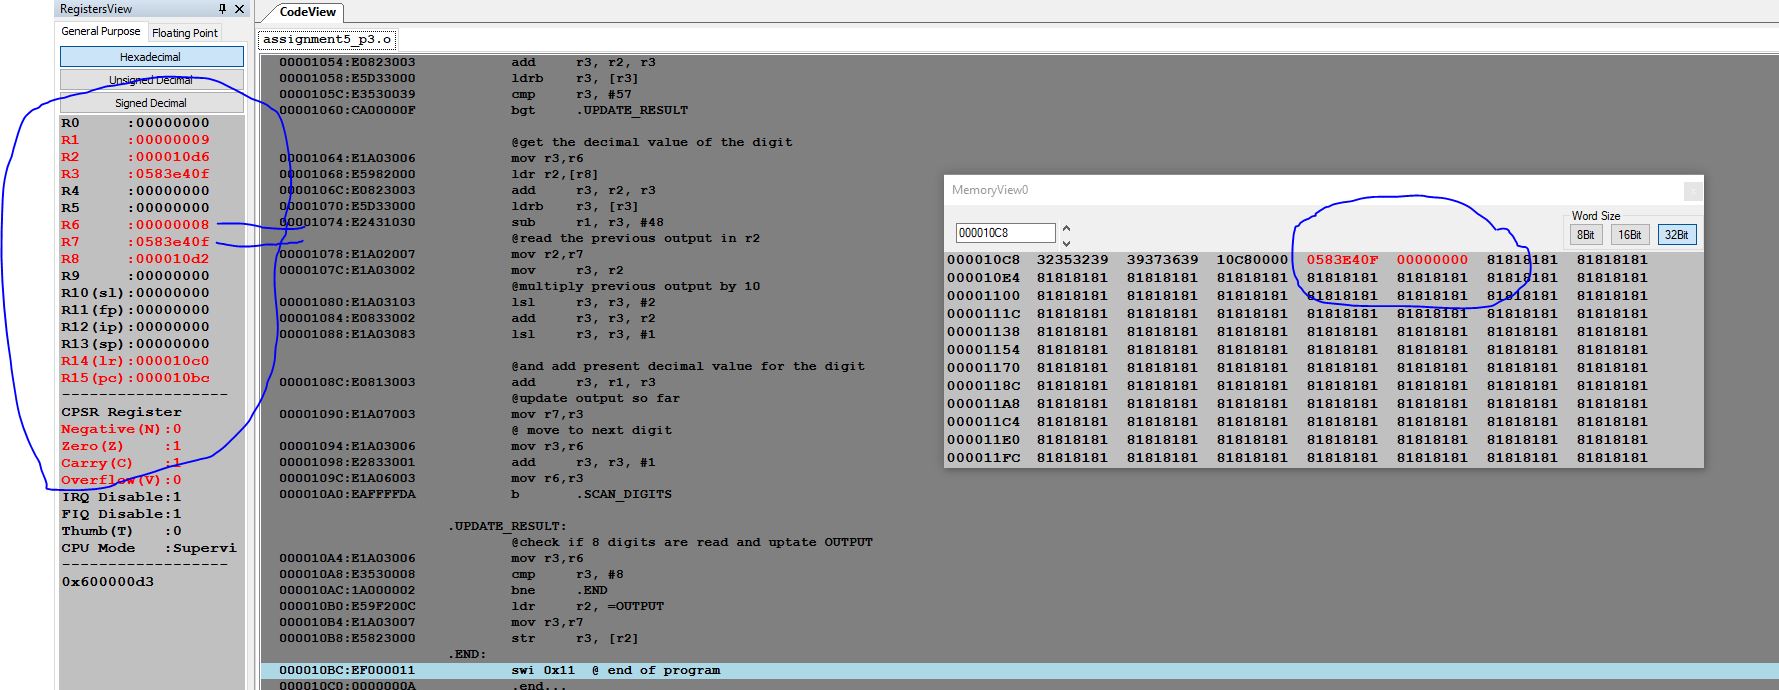 RegistersView
General Purpose Floating Point
Hexadecimal
Unsigned Decimal
Signed Decimal
R0 :00000000
R1 :00000009
R2 :000010d6
R3 :0583e40f
R4 :00000000
R5 :00000000
R6 :00000008
R7 :0583e40f
R8 :000010d2
R9 :00000000
R10(sl):00000000
R11(fp):00000000
R12(ip):00000000
R13(sp):00000000
R14(lr):000010c0
R15(pc):000010bc
------------------
CPSR Register
Negative(N):0
Zero(Z) :1
Carry(C) :1
Overflow(V):0
IRQ Disable:1
FIQ Disable:1
Thumb(T) :0
CPU Mode :Supervi
------------------
0x600000d3
CodeView
assignment5_p3.o
00001054:E0823003 add r3, r2, r3
00001058:E5D33000 ldrb r3, [r3]
0000105C:E3530039 cmp r3, #57
00001060:CA00000F bgt .UPDATE_RESULT
@get the decimal value of the digit
00001064:E1A03006 mov r3,r6
00001068:E5982000 ldr r2,[r8]
0000106C:E0823003 add r3, r2, r3
00001070:E5D33000 ldrb r3, [r3]
00001074:E2431030 sub r1, r3, #48
@read the previous output in r2
00001078:E1A02007 mov r2,r7
0000107C:E1A03002 mov r3, r2
@multiply previous output by 10
00001080:E1A03103 lsl r3, r3, #2
00001084:E0833002 add r3, r3, r2
00001088:E1A03083 lsl r3, r3, #1
@and add present decimal value for the digit
0000108C:E0813003 add r3, r1, r3
@update output so far
00001090:E1A07003 mov r7,r3
@ move to next digit
00001094:E1A03006 mov r3,r6
00001098:E2833001 add r3, r3, #1
0000109C:E1A06003 mov r6,r3
000010A0:EAFFFFDA b .SCAN_DIGITS
.UPDATE_RESULT:
@check if 8 digits are read and uptate OUTPUT
000010A4:E1A03006 mov r3,r6
000010A8:E3530008 cmp r3, #8
000010AC:1A000002 bne .END
000010B0:E59F200C ldr r2, =OUTPUT
000010B4:E1A03007 mov r3,r7
000010B8:E5823000 str r3, [r2]
.END:
000010BC:EF000011 swi 0x11 @ end of program
000010C0:0000000A .end...
MemoryView0
000010C8
Word Size
8Bit 16Bit 32Bit
000010C8 32353239 39373639 10C80000 0583E40F 00000000 81818181 81818181
000010E4 81818181 81818181 81818181 81818181 81818181 81818181 81818181
00001100 81818181 81818181 81818181 81818181 81818181 81818181 81818181
0000111C 81818181 81818181 81818181 81818181 81818181 81818181 81818181
00001138 81818181 81818181 81818181 81818181 81818181 81818181 81818181
00001154 81818181 81818181 81818181 81818181 81818181 81818181 81818181
00001170 81818181 81818181 81818181 81818181 81818181 81818181 81818181
0000118C 81818181 81818181 81818181 81818181 81818181 81818181 81818181
000011A8 81818181 81818181 81818181 81818181 81818181 81818181 81818181
000011C4 81818181 81818181 81818181 81818181 81818181 81818181 81818181
000011E0 81818181 81818181 81818181 81818181 81818181 81818181 81818181
000011FC 81818181 81818181 81818181 81818181 81818181 81818181 81818181